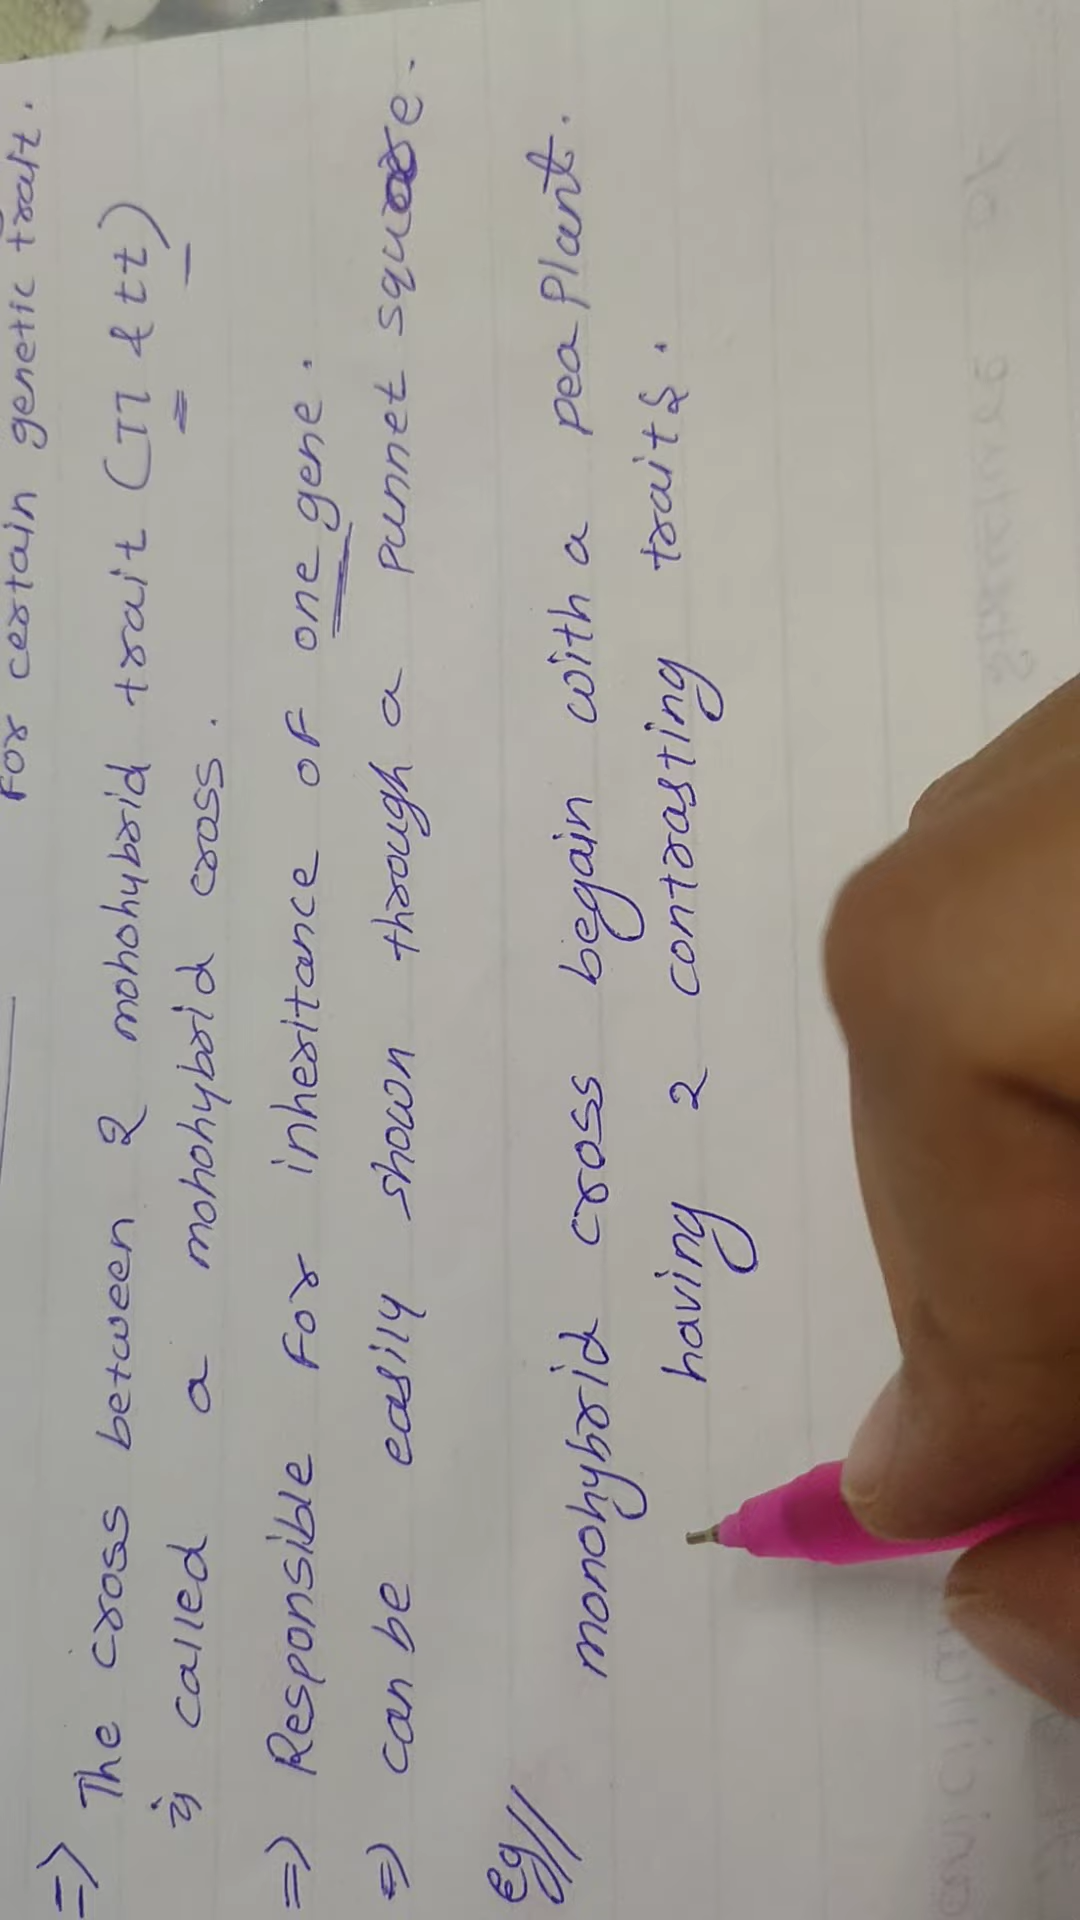 For certain genetic trait.
=) The cross between 2 mohohybrid trait (TT & tt)
is called a mohohybrid cross.
=) Responsible For inheritance OF one gene.
=) can be easily shown through a punnet square.
Eg// monohybrid cross begain with a pea plant.
having 2 contrasting traits.